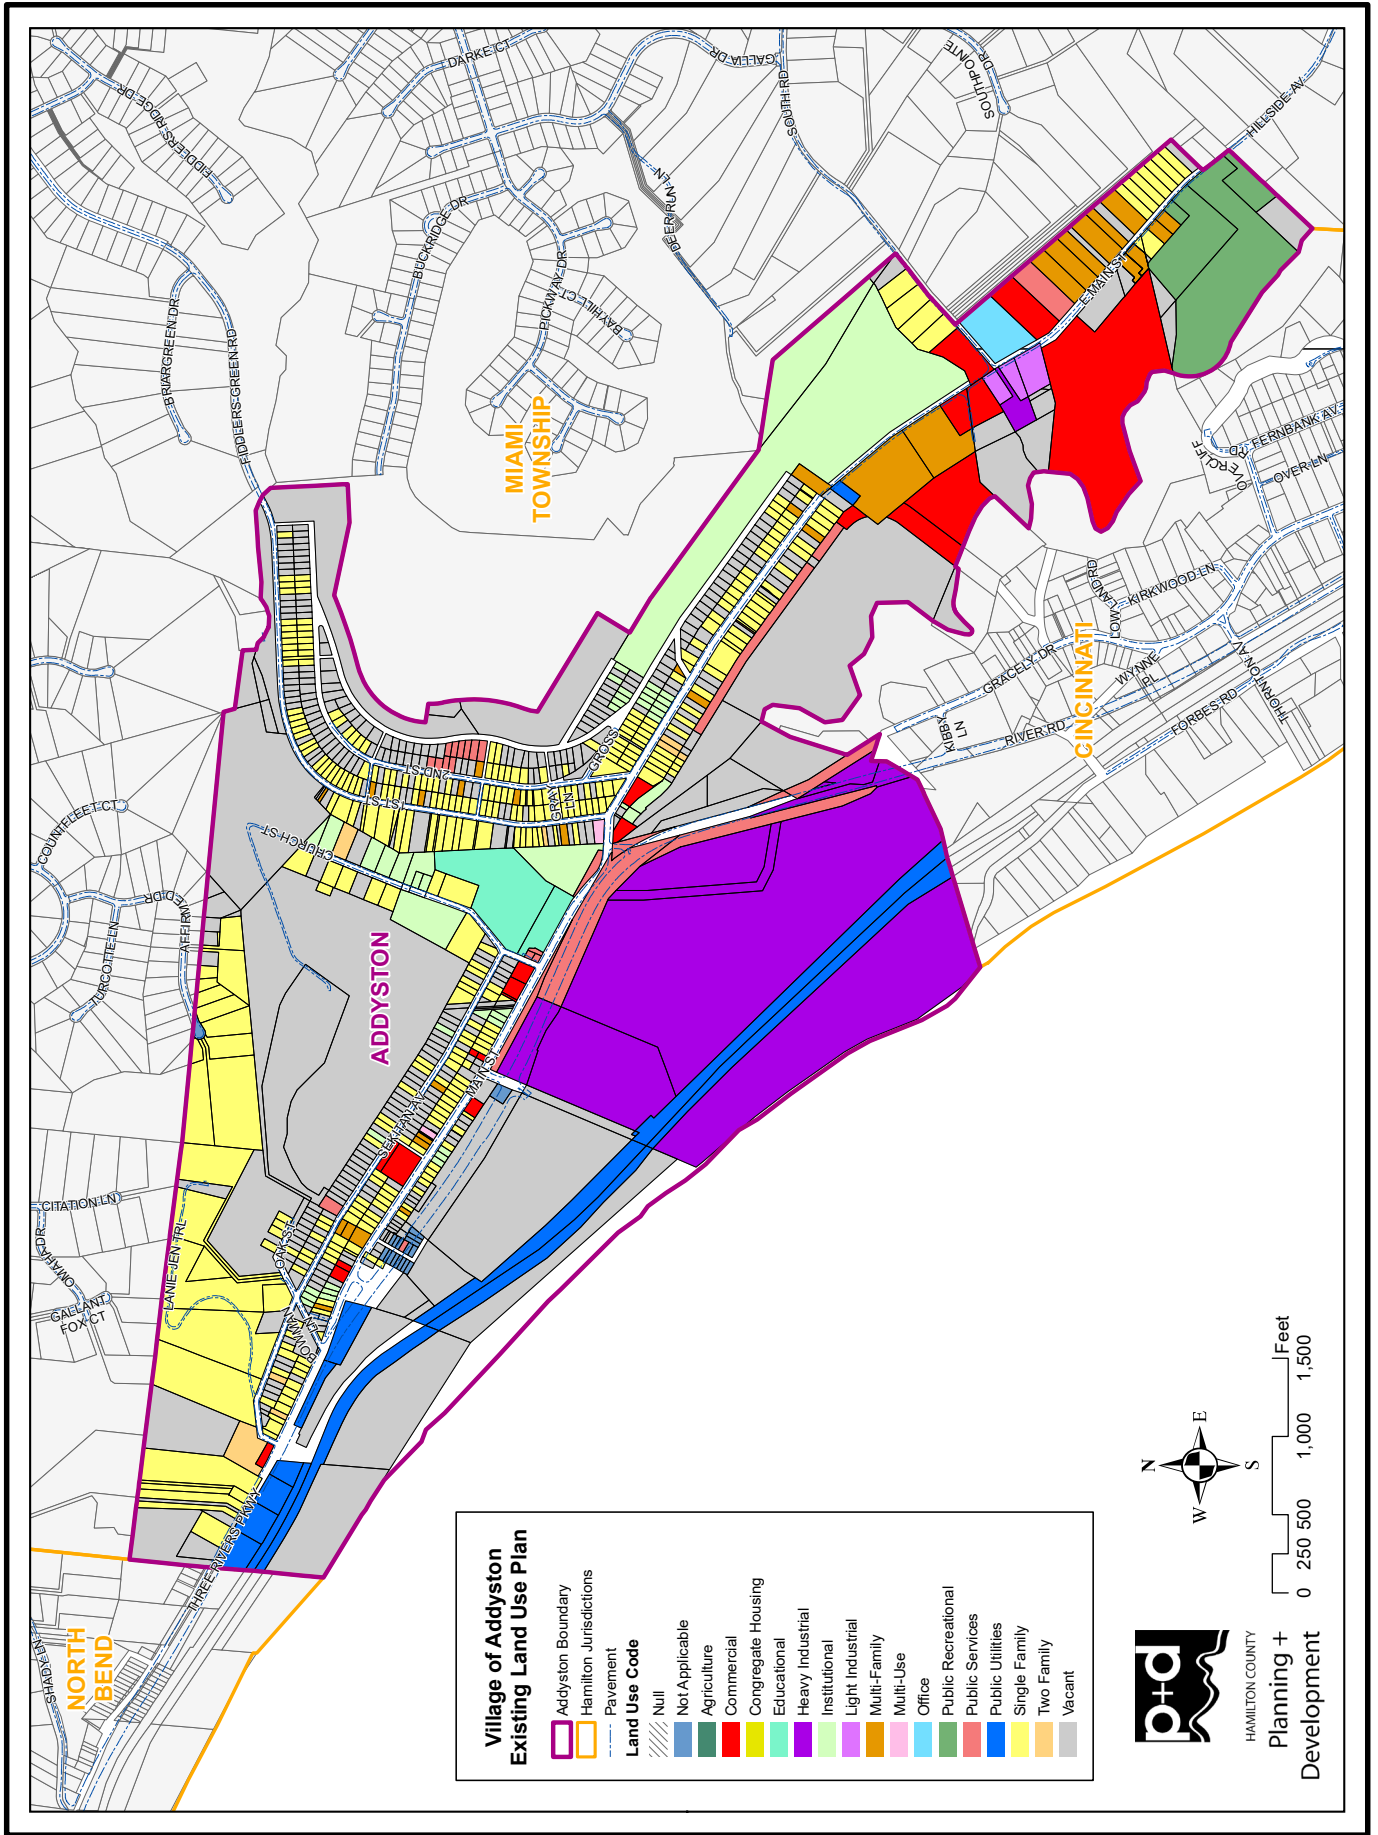 SHADY LN
NORTH
BEND
THREE RIVERS PKWY
GALLANT
FOX CT
OMAHA DR
CITATION LN
LANIE JEN TRL
TURCOTTE LN
AFFIRMED DR
COUNTFLEET CT
FIDDLERS GREEN RD
BRIARGREEN DR
FIDDLERS RIDGE DR
DARKE CT
BUCKRIDGE DR
PICKWAY DR
BAYHILL CT
GALLIA DR
DEER RUN LN
SOUTH RD
SOUTHPOINTE DR
HILLSIDE AV
MIAMI
TOWNSHIP
ADDYSTON
CHURCH ST
1ST ST
2ND ST
GRAY
LN
GROSS
SEKITAN AV
MAIN ST
OAK ST
BOWMAN
LN
E MAIN ST
OVERCLIFF
RD
FERNBANK AV
OVER LN
LOW LAND RD
KIRKWOOD LN
GRACELY DR
WYNNE
PL
KIBBY
LN
RIVER RD
CINCINNATI
FORBES RD
THORNTON AV
Village of Addyston
Existing Land Use Plan
Addyston Boundary
Hamilton Jurisdictions
Pavement
Land Use Code
Null
Not Applicable
Agriculture
Commercial
Congregate Housing
Educational
Heavy Industrial
Institutional
Light Industrial
Multi-Family
Multi-Use
Office
Public Recreational
Public Services
Public Utilities
Single Family
Two Family
Vacant
N
W
E
S
0 250 500 1,000 1,500
Feet
p+d
HAMILTON COUNTY
Planning +
Development